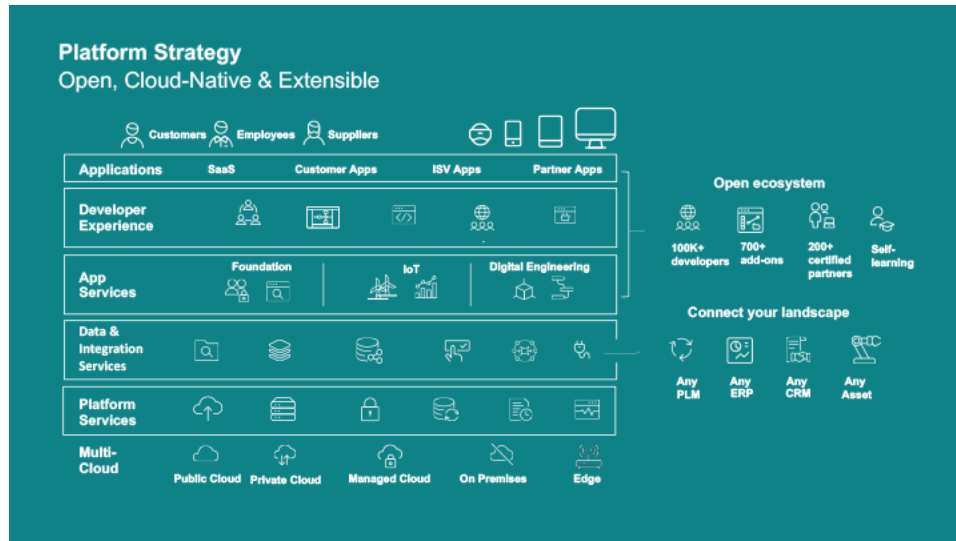 Platform Strategy
Open, Cloud-Native & Extensible
Customers Employees Suppliers
Applications SaaS Customer Apps ISV Apps Partner Apps
Developer
Experience
App
Services
Foundation IoT Digital Engineering
Data &
Integration
Services
Platform
Services
Multi-
Cloud
Public Cloud Private Cloud Managed Cloud On Premises Edge
Open ecosystem
100K+
developers
700+
add-ons
200+
certified
partners
Self-
learning
Connect your landscape
Any
PLM
Any
ERP
Any
CRM
Any
Asset